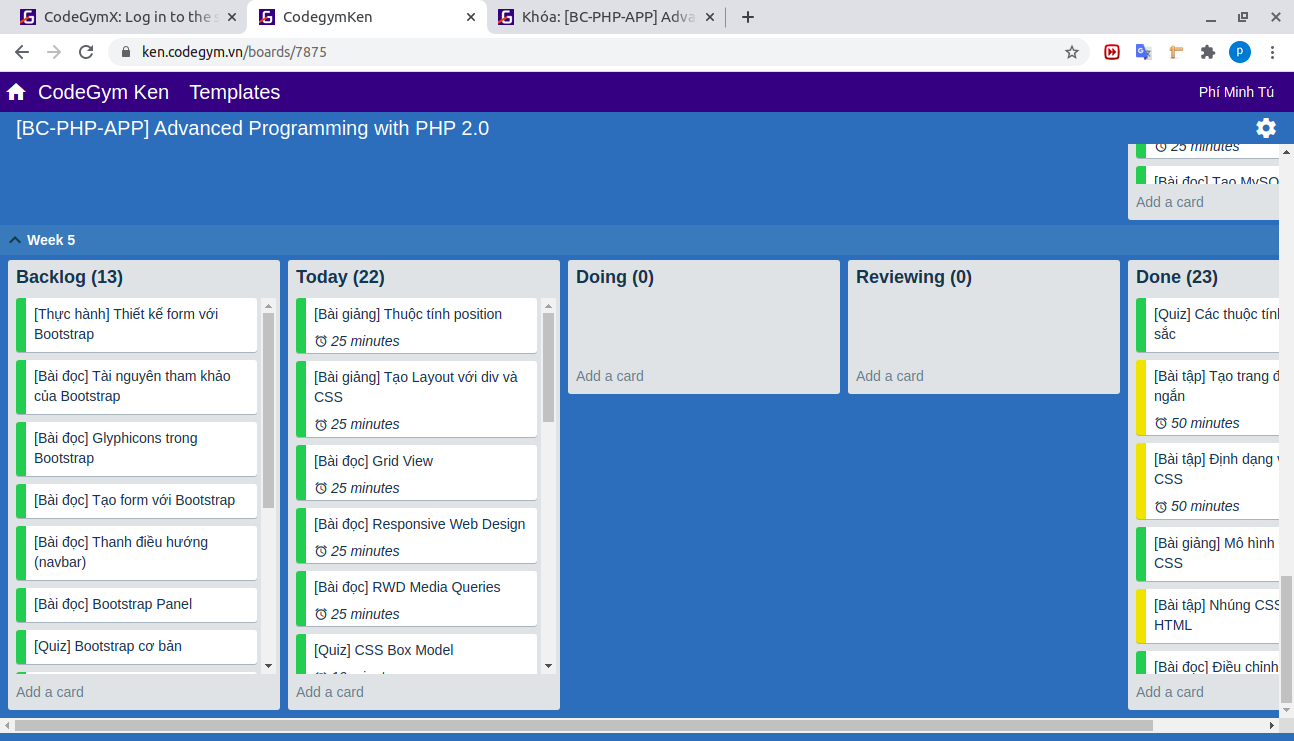 CodeGymX: Log in to the s
CodegymKen
Khóa: [BC-PHP-APP] Adva
ken.codegym.vn/boards/7875
p
CodeGym Ken
Templates
Phí Minh Tú
[BC-PHP-APP] Advanced Programming with PHP 2.0
25 minutes
[Bài đọc] Tạo MySQ
Add a card
Week 5
Backlog (13)
[Thực hành] Thiết kế form với
Bootstrap
[Bài đọc] Tài nguyên tham khảo
của Bootstrap
[Bài đọc] Glyphicons trong
Bootstrap
[Bài đọc] Tạo form với Bootstrap
[Bài đọc] Thanh điều hướng
(navbar)
[Bài đọc] Bootstrap Panel
[Quiz] Bootstrap cơ bản
Add a card
Today (22)
[Bài giảng] Thuộc tính position
25 minutes
[Bài giảng] Tạo Layout với div và
CSS
25 minutes
[Bài đọc] Grid View
25 minutes
[Bài đọc] Responsive Web Design
25 minutes
[Bài đọc] RWD Media Queries
25 minutes
[Quiz] CSS Box Model
Add a card
Doing (0)
Add a card
Reviewing (0)
Add a card
Done (23)
[Quiz] Các thuộc tính
sắc
[Bài tập] Tạo trang đ
ngắn
50 minutes
[Bài tập] Định dạng v
CSS
50 minutes
[Bài giảng] Mô hình
CSS
[Bài tập] Nhúng CSS
HTML
[Bài đọc] Điều chỉnh
Add a card